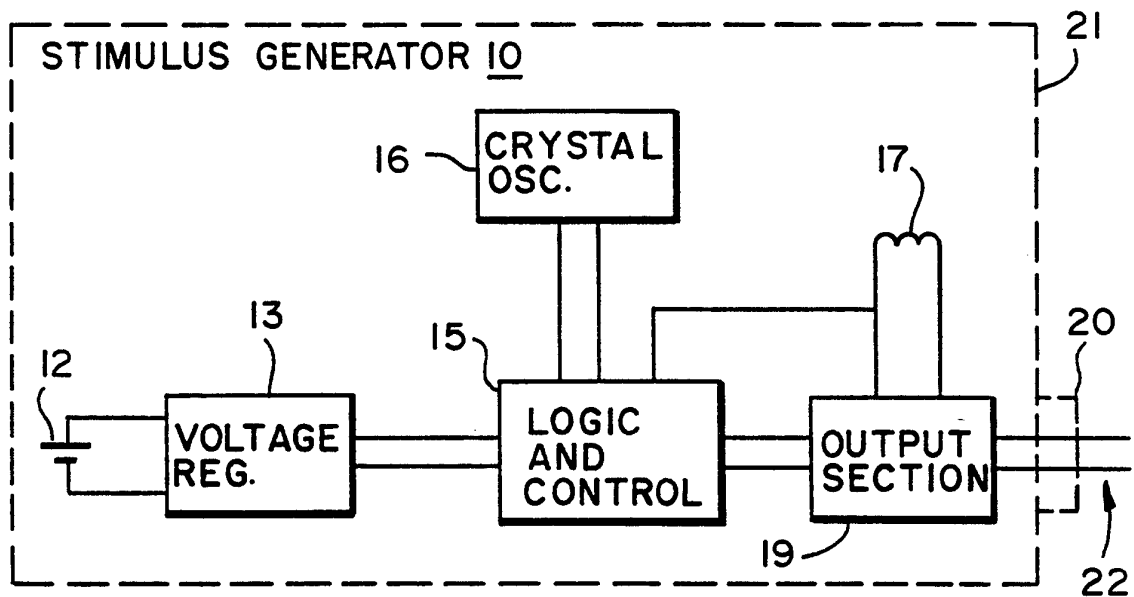 STIMULUS GENERATOR 10
21
CRYSTAL
OSC.
16
17
13
15
20
12
VOLTAGE
REG.
LOGIC
AND
CONTROL
OUTPUT
SECTION
19
22